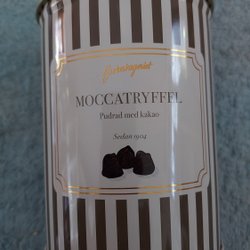 MOCCATRYFFEL
Pudrad med kakao
Sedan 1904